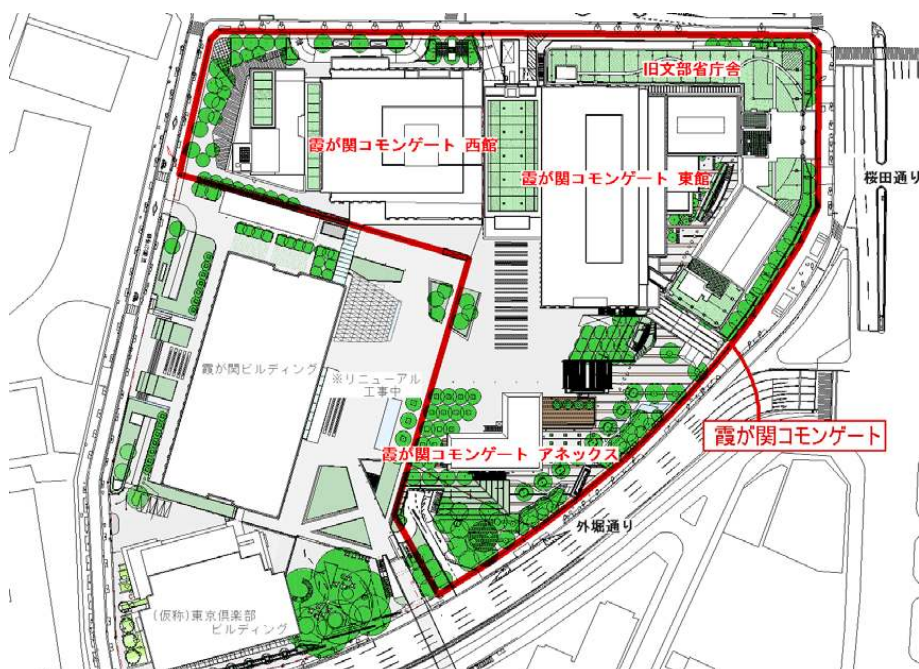 旧文部省庁舎
霞が関コモンゲート 西館
霞が関コモンゲート 東館
桜田通り
霞が関ビルディング
※リニューアル
工事中
霞が関コモンゲート
霞が関コモンゲート アネックス
外堀通り
(仮称)東京倶楽部
ビルディング